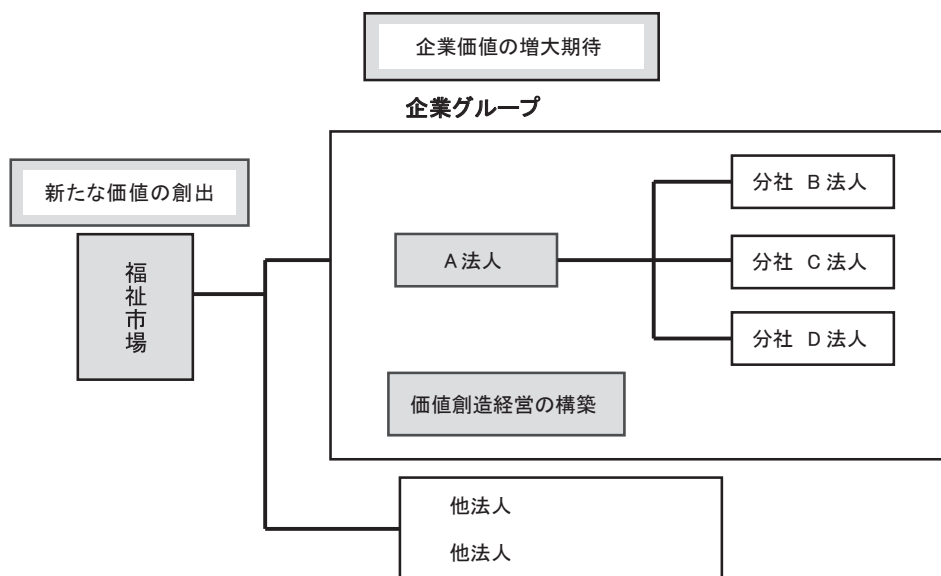 企業価値の増大期待
企業グループ
新たな価値の創出
福祉市場
A法人
分社 B法人
分社 C法人
分社 D法人
価値創造経営の構築
他法人
他法人